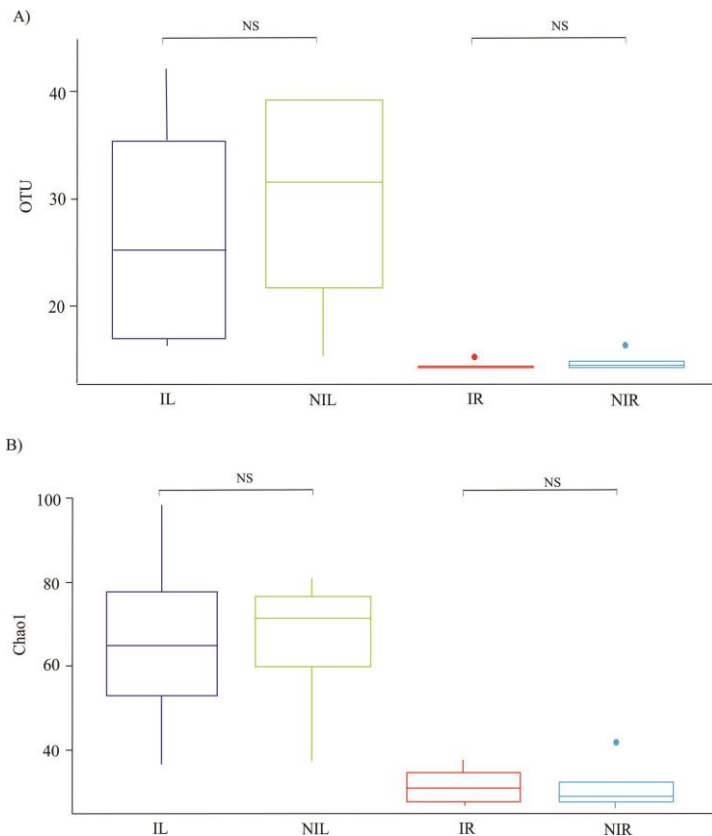 A)
NS NS
40
30
20
OTU
IL NIL IR NIR
B)
NS NS
100
80
60
40
Chao1
IL NIL IR NIR